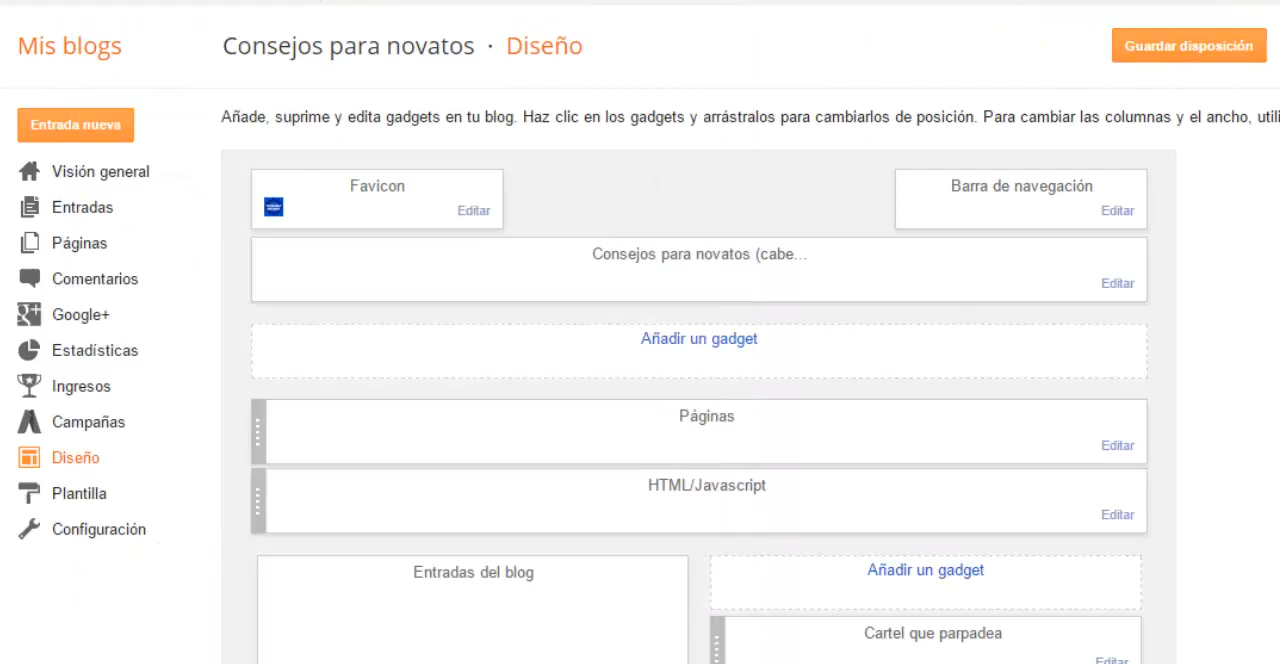 Mis blogs
Consejos para novatos · Diseño
Guardar disposición
Entrada nueva
Visión general
Entradas
Páginas
Comentarios
Google+
Estadísticas
Ingresos
Campañas
Diseño
Plantilla
Configuración
Añade, suprime y edita gadgets en tu blog. Haz clic en los gadgets y arrástralos para cambiarlos de posición. Para cambiar las columnas y el ancho, utili
Favicon
Editar
Barra de navegación
Editar
Consejos para novatos (cabe...
Editar
Añadir un gadget
Páginas
Editar
HTML/Javascript
Editar
Entradas del blog
Añadir un gadget
Cartel que parpadea
Editar